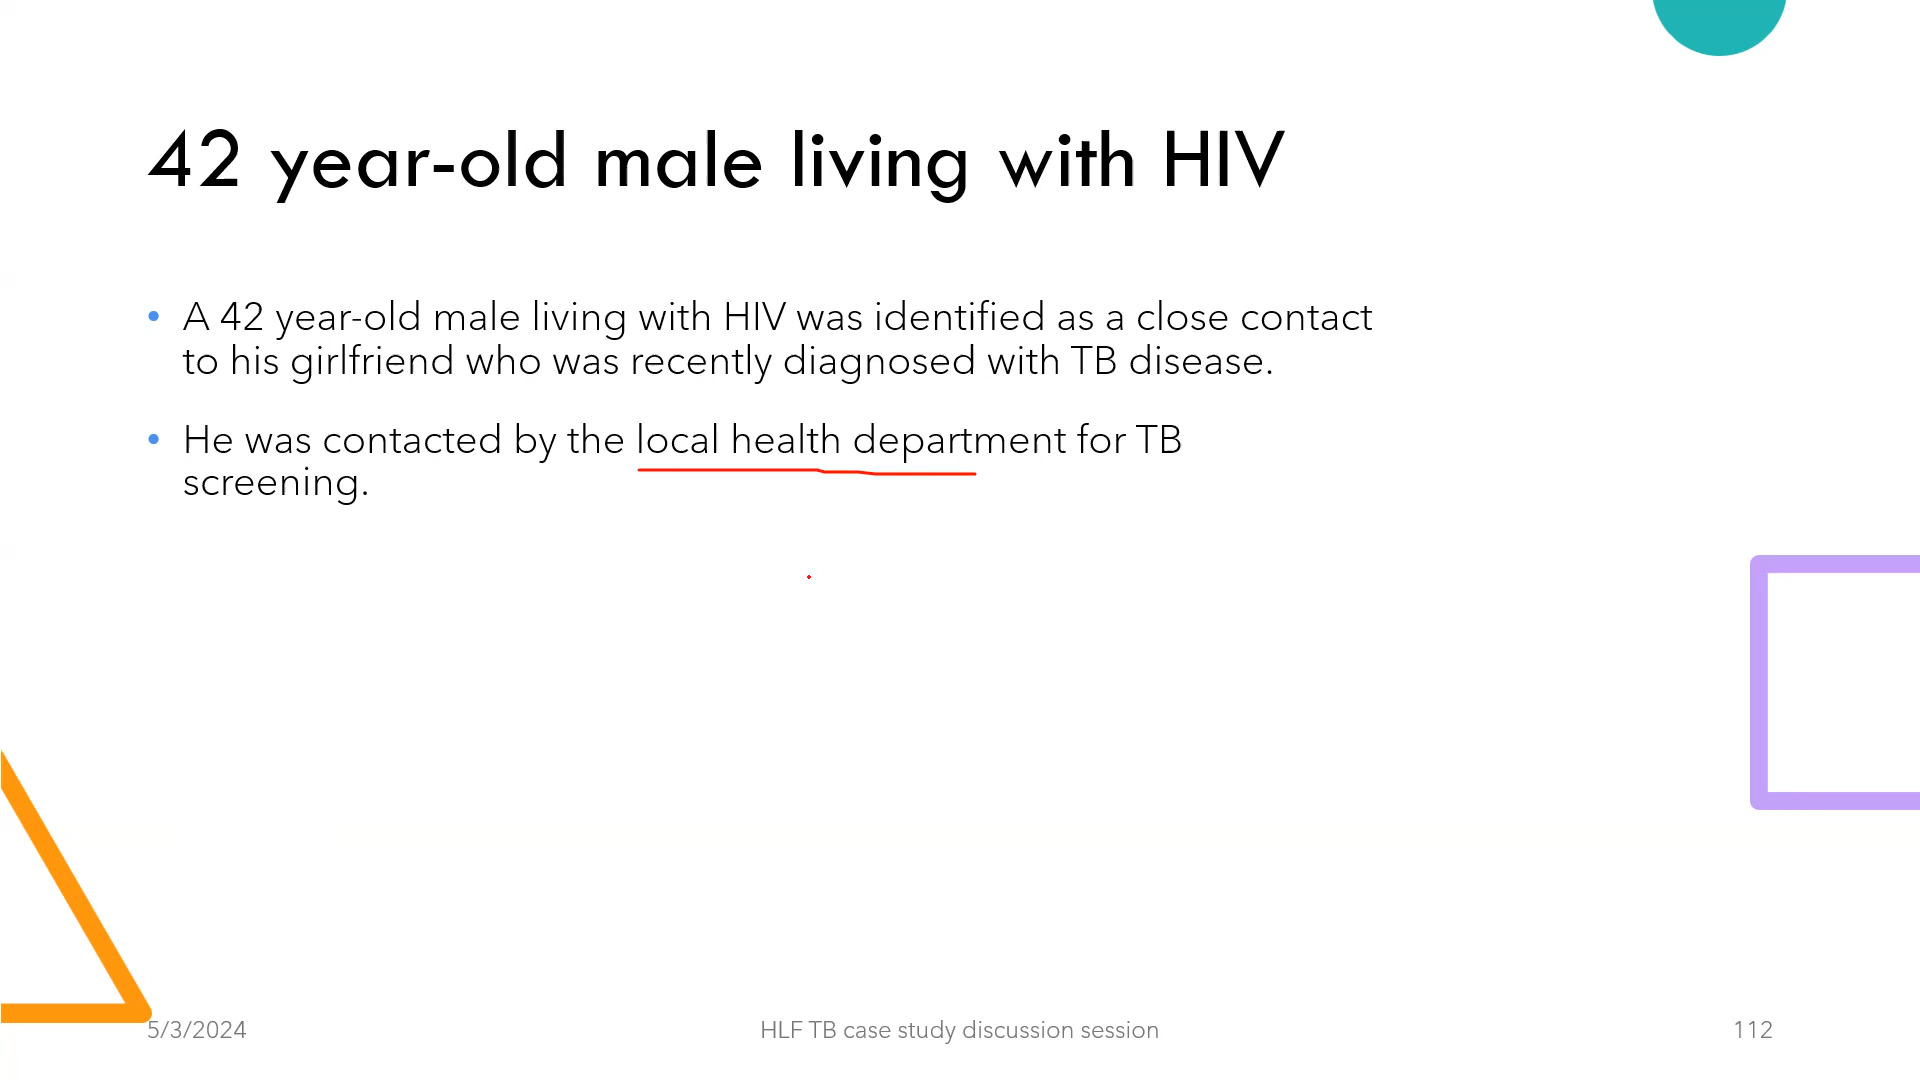 42 year-old male living with HIV
• A 42 year-old male living with HIV was identified as a close contact
to his girlfriend who was recently diagnosed with TB disease.
• He was contacted by the local health department for TB
screening.
5/3/2024
HLF TB case study discussion session
112